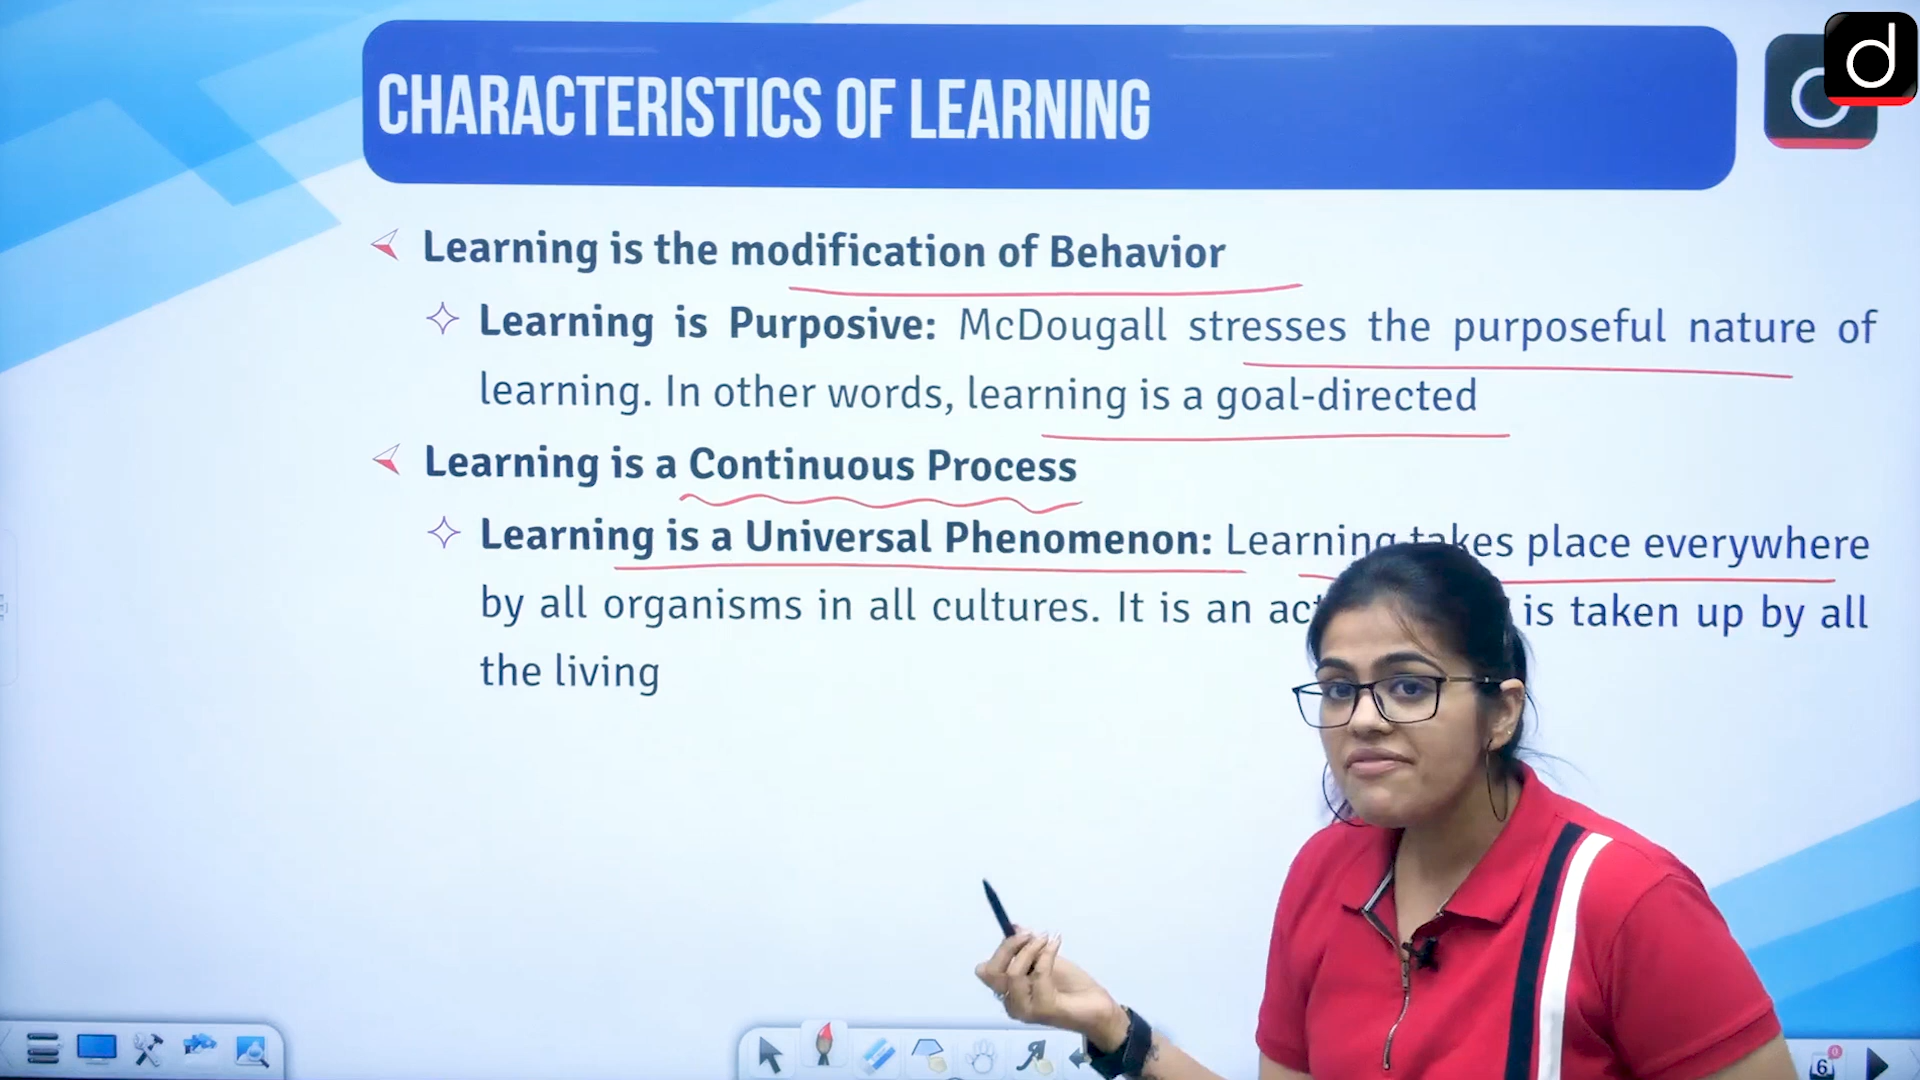 CHARACTERISTICS OF LEARNING
d
Learning is the modification of Behavior
Learning is Purposive: McDougall stresses the purposeful nature of
learning. In other words, learning is a goal-directed
Learning is a Continuous Process
Learning is a Universal Phenomenon: Learning takes place everywhere
by all organisms in all cultures. It is an is taken up by all
the living
6